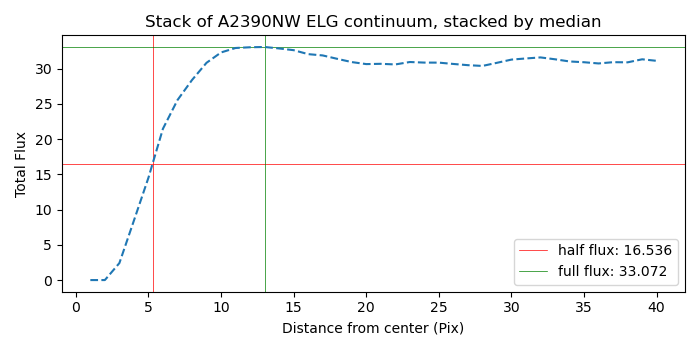 Stack of A2390NW ELG continuum, stacked by median
Total Flux
30
25
20
15
10
5
0
half flux: 16.536
full flux: 33.072
0 5 10 15 20 25 30 35 40
Distance from center (Pix)